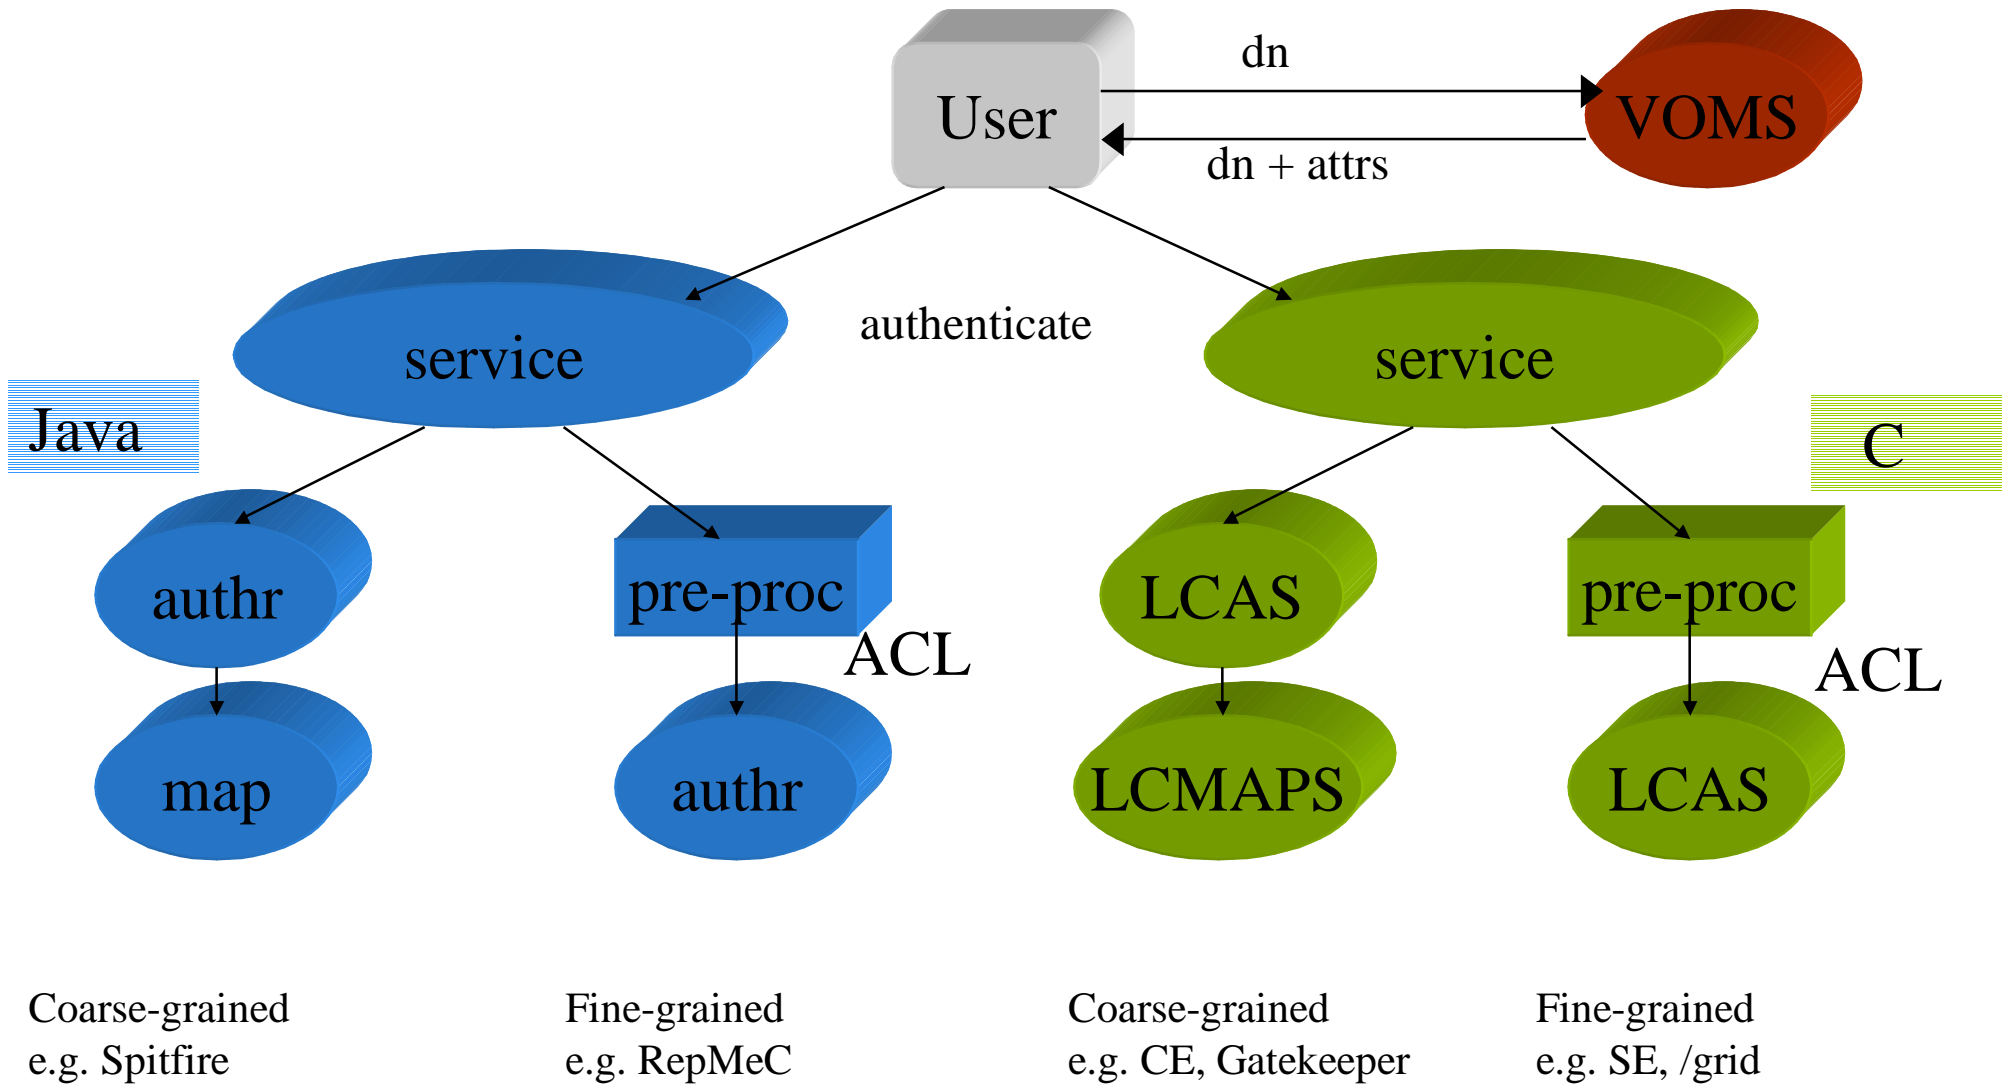 dn
User
VOMS
dn + attrs
authenticate
service
service
Java
C
authr
pre-proc
LCAS
pre-proc
ACL
ACL
map
authr
LCMAPS
LCAS
Coarse-grained
e.g. Spitfire
Fine-grained
e.g. RepMeC
Coarse-grained
e.g. CE, Gatekeeper
Fine-grained
e.g. SE, /grid